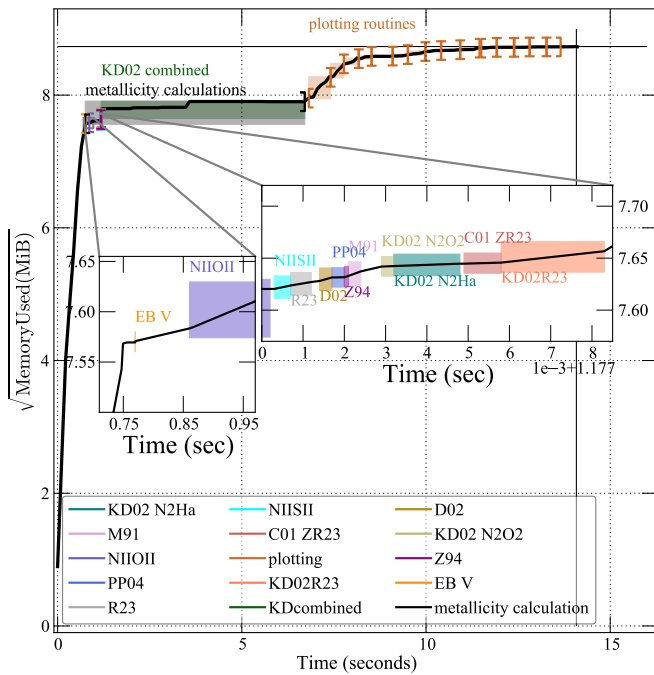 plotting routines
KD02 combined
metallicity calculations
8
6
4
2
0
√Memory Used (MiB)
7.70
7.65
7.60
NIISII
R23
D02
PP04
M91
Z94
KD02 N2O2
KD02 N2Ha
C01 ZR23
KD02R23
0 1 2 3 4 5 6 7 8
Time (sec)
1e−3+1.177
7.65
7.60
7.55
NIIOII
EB V
0.75 0.85 0.95
Time (sec)
KD02 N2Ha
M91
NIIOII
PP04
R23
NIISII
C01 ZR23
plotting
KD02R23
KDcombined
D02
KD02 N2O2
Z94
EB V
metallicity calculation
0 5 10 15
Time (seconds)